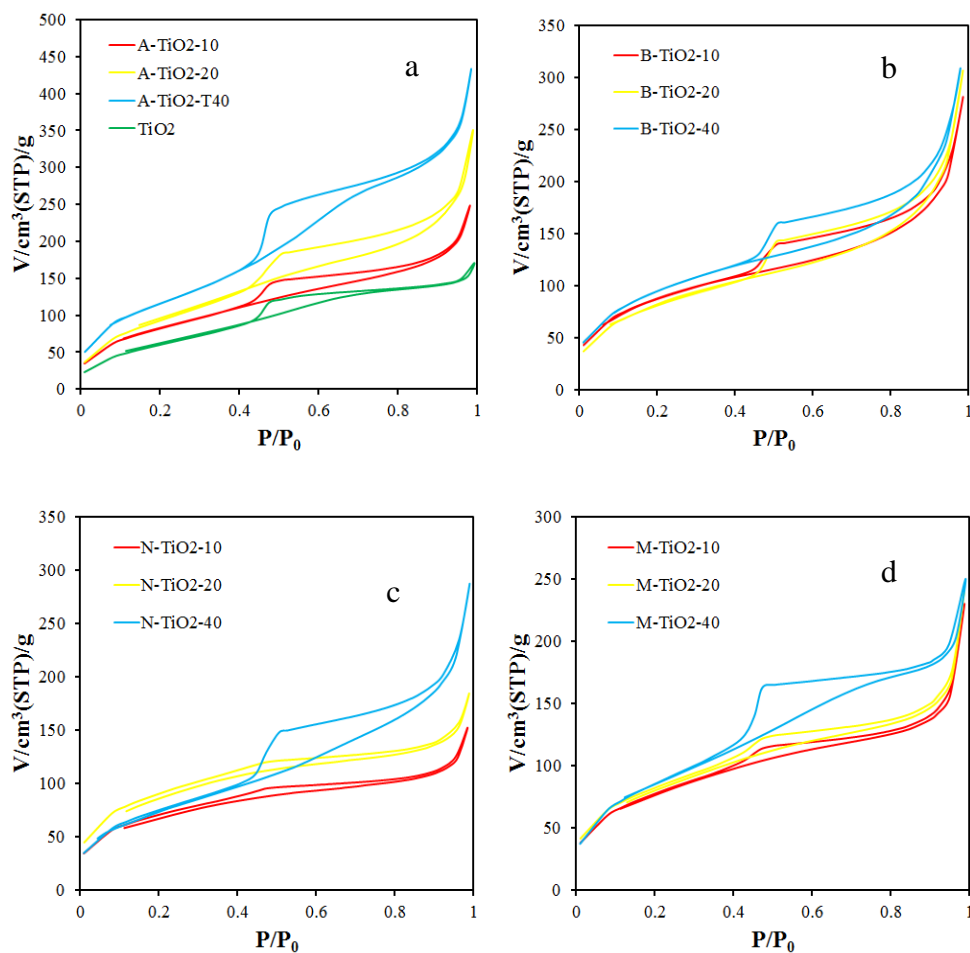 a
A-TiO2-10
A-TiO2-20
A-TiO2-T40
TiO2
V/cm³(STP)/g
500
450
400
350
300
250
200
150
100
50
0
0 0.2 0.4 0.6 0.8 1
P/P₀
b
B-TiO2-10
B-TiO2-20
B-TiO2-40
V/cm³(STP)/g
350
300
250
200
150
100
50
0
0 0.2 0.4 0.6 0.8 1
P/P₀
c
N-TiO2-10
N-TiO2-20
N-TiO2-40
V/cm³(STP)/g
350
300
250
200
150
100
50
0
0 0.2 0.4 0.6 0.8 1
P/P₀
d
M-TiO2-10
M-TiO2-20
M-TiO2-40
V/cm³(STP)/g
300
250
200
150
100
50
0
0 0.2 0.4 0.6 0.8 1
P/P₀